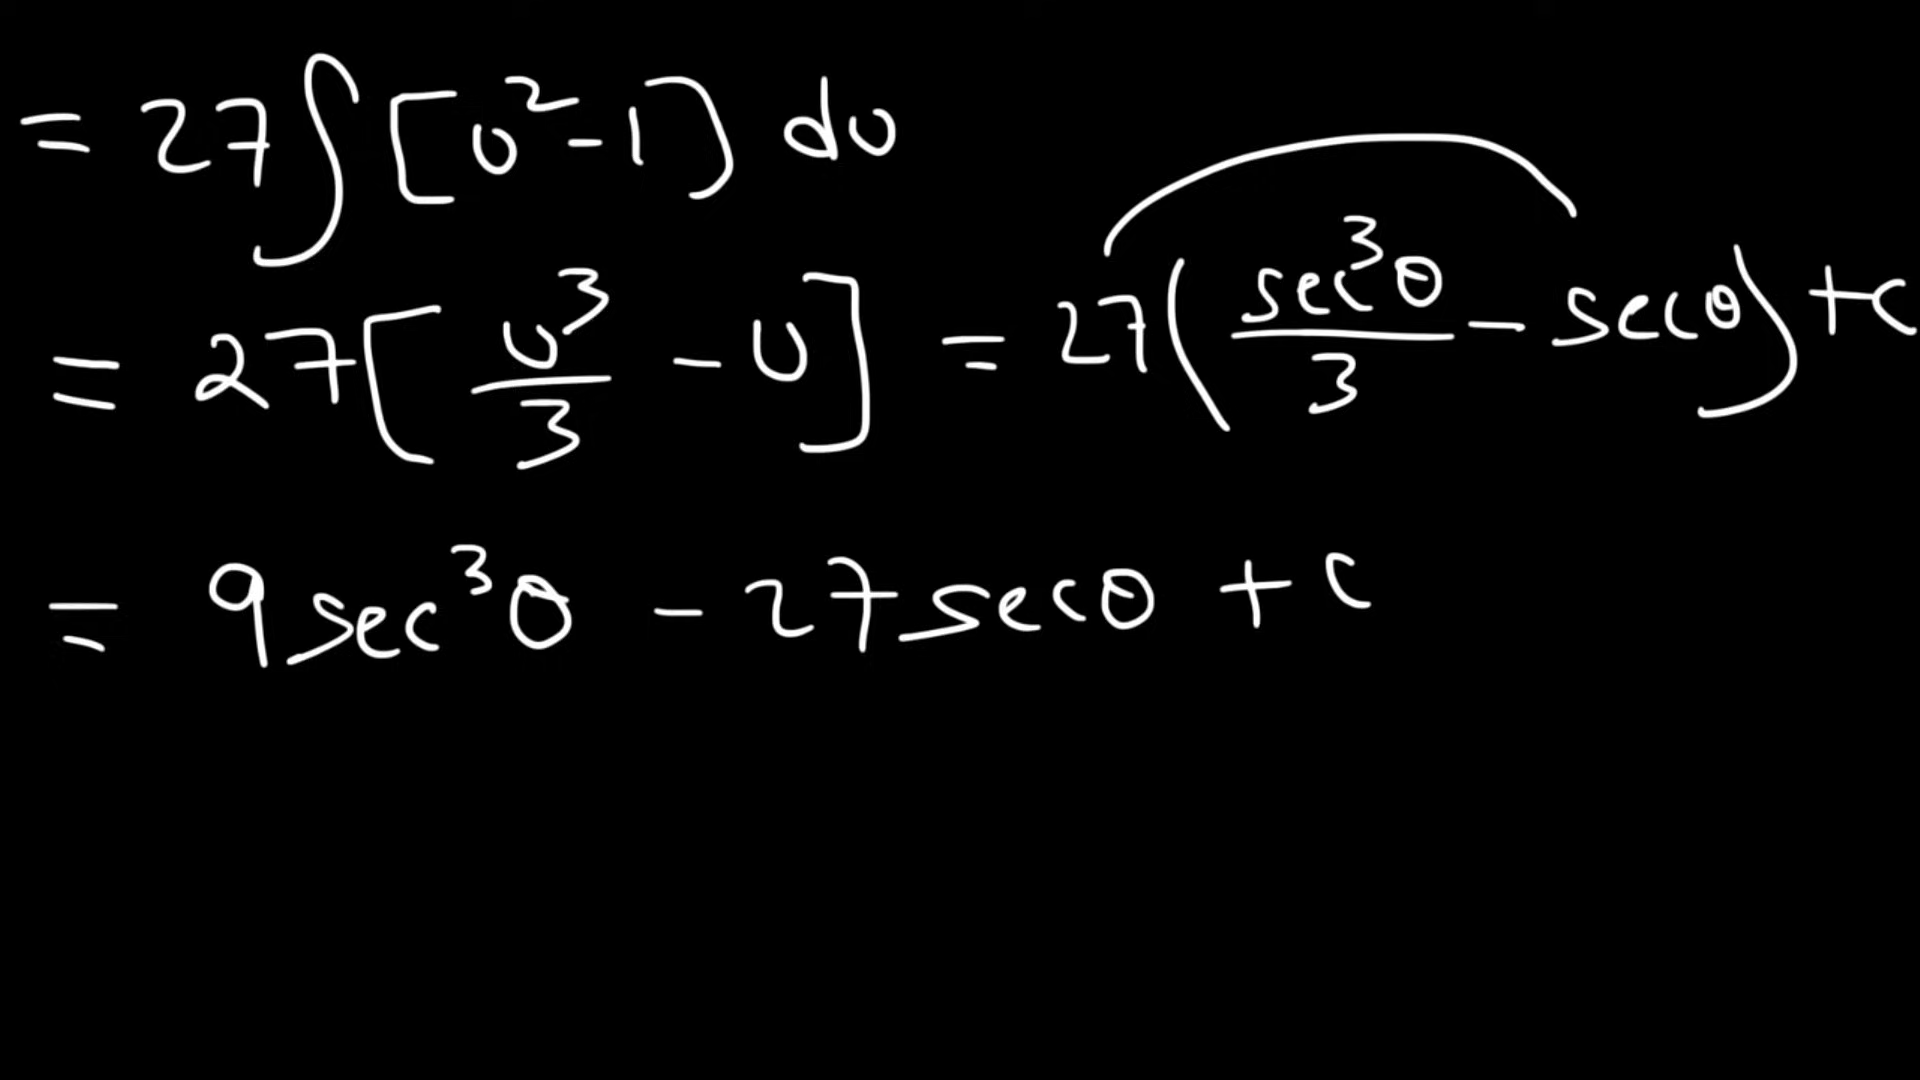 = 27∫[u²-1] du
= 27[u³/3 - u] = 27(sec³θ/3 - secθ) + c
= 9sec³θ - 27secθ + c